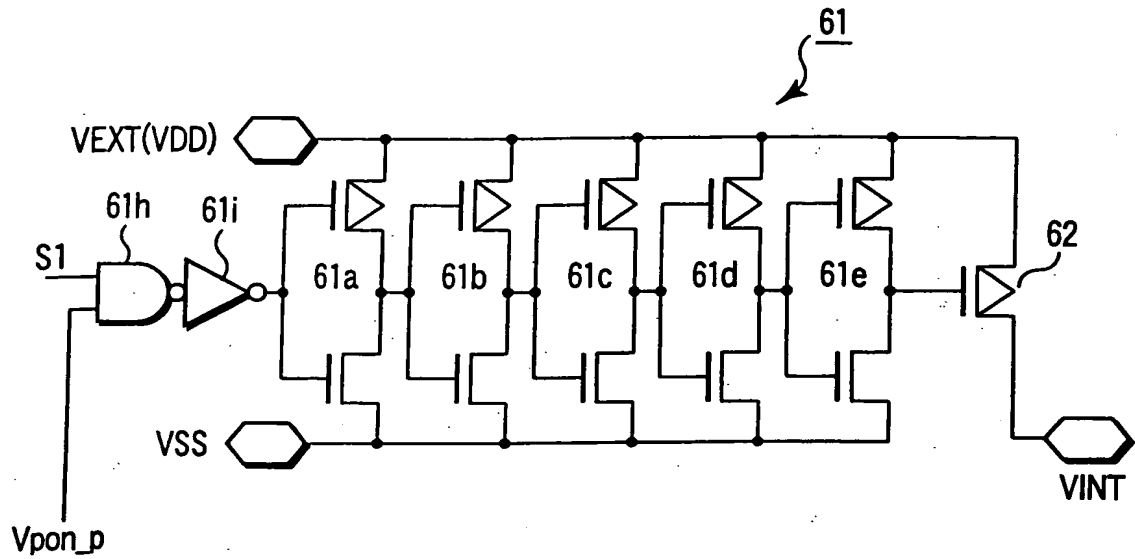 61
VEXT(VDD)
61h
61i
S1
61a
61b
61c
61d
61e
62
VSS
VINT
Vpon_p